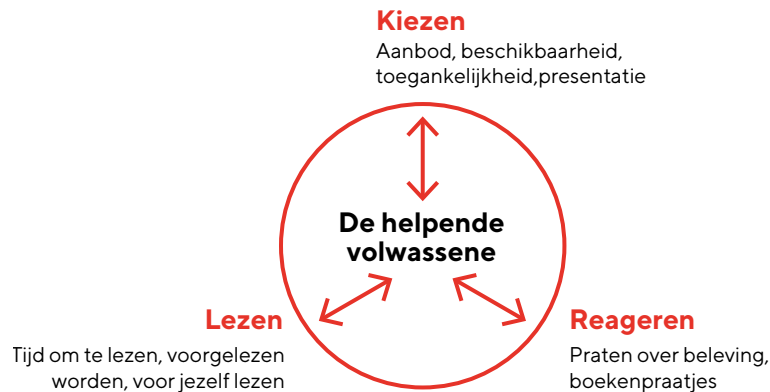 Kiezen
Aanbod, beschikbaarheid,
toegankelijkheid,presentatie
De helpende
volwassene
Lezen
Tijd om te lezen, voorgelezen
worden, voor jezelf lezen
Reageren
Praten over beleving,
boekenpraatjes